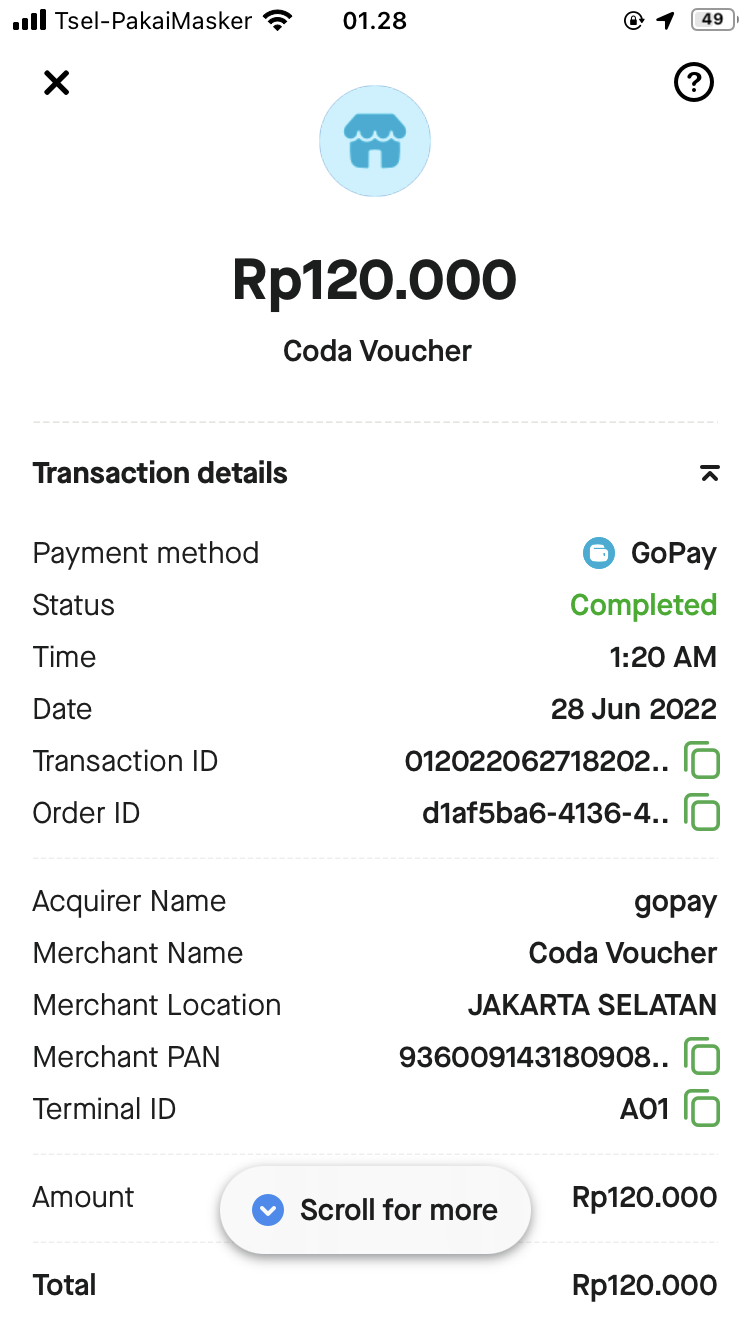 Tsel-PakaiMasker 01.28 49
Rp120.000
Coda Voucher
Transaction details
Payment method GoPay
Status Completed
Time 1:20 AM
Date 28 Jun 2022
Transaction ID 012022062718202..
Order ID d1af5ba6-4136-4..
Acquirer Name gopay
Merchant Name Coda Voucher
Merchant Location JAKARTA SELATAN
Merchant PAN 936009143180908..
Terminal ID A01
Amount Rp120.000
Scroll for more
Total Rp120.000